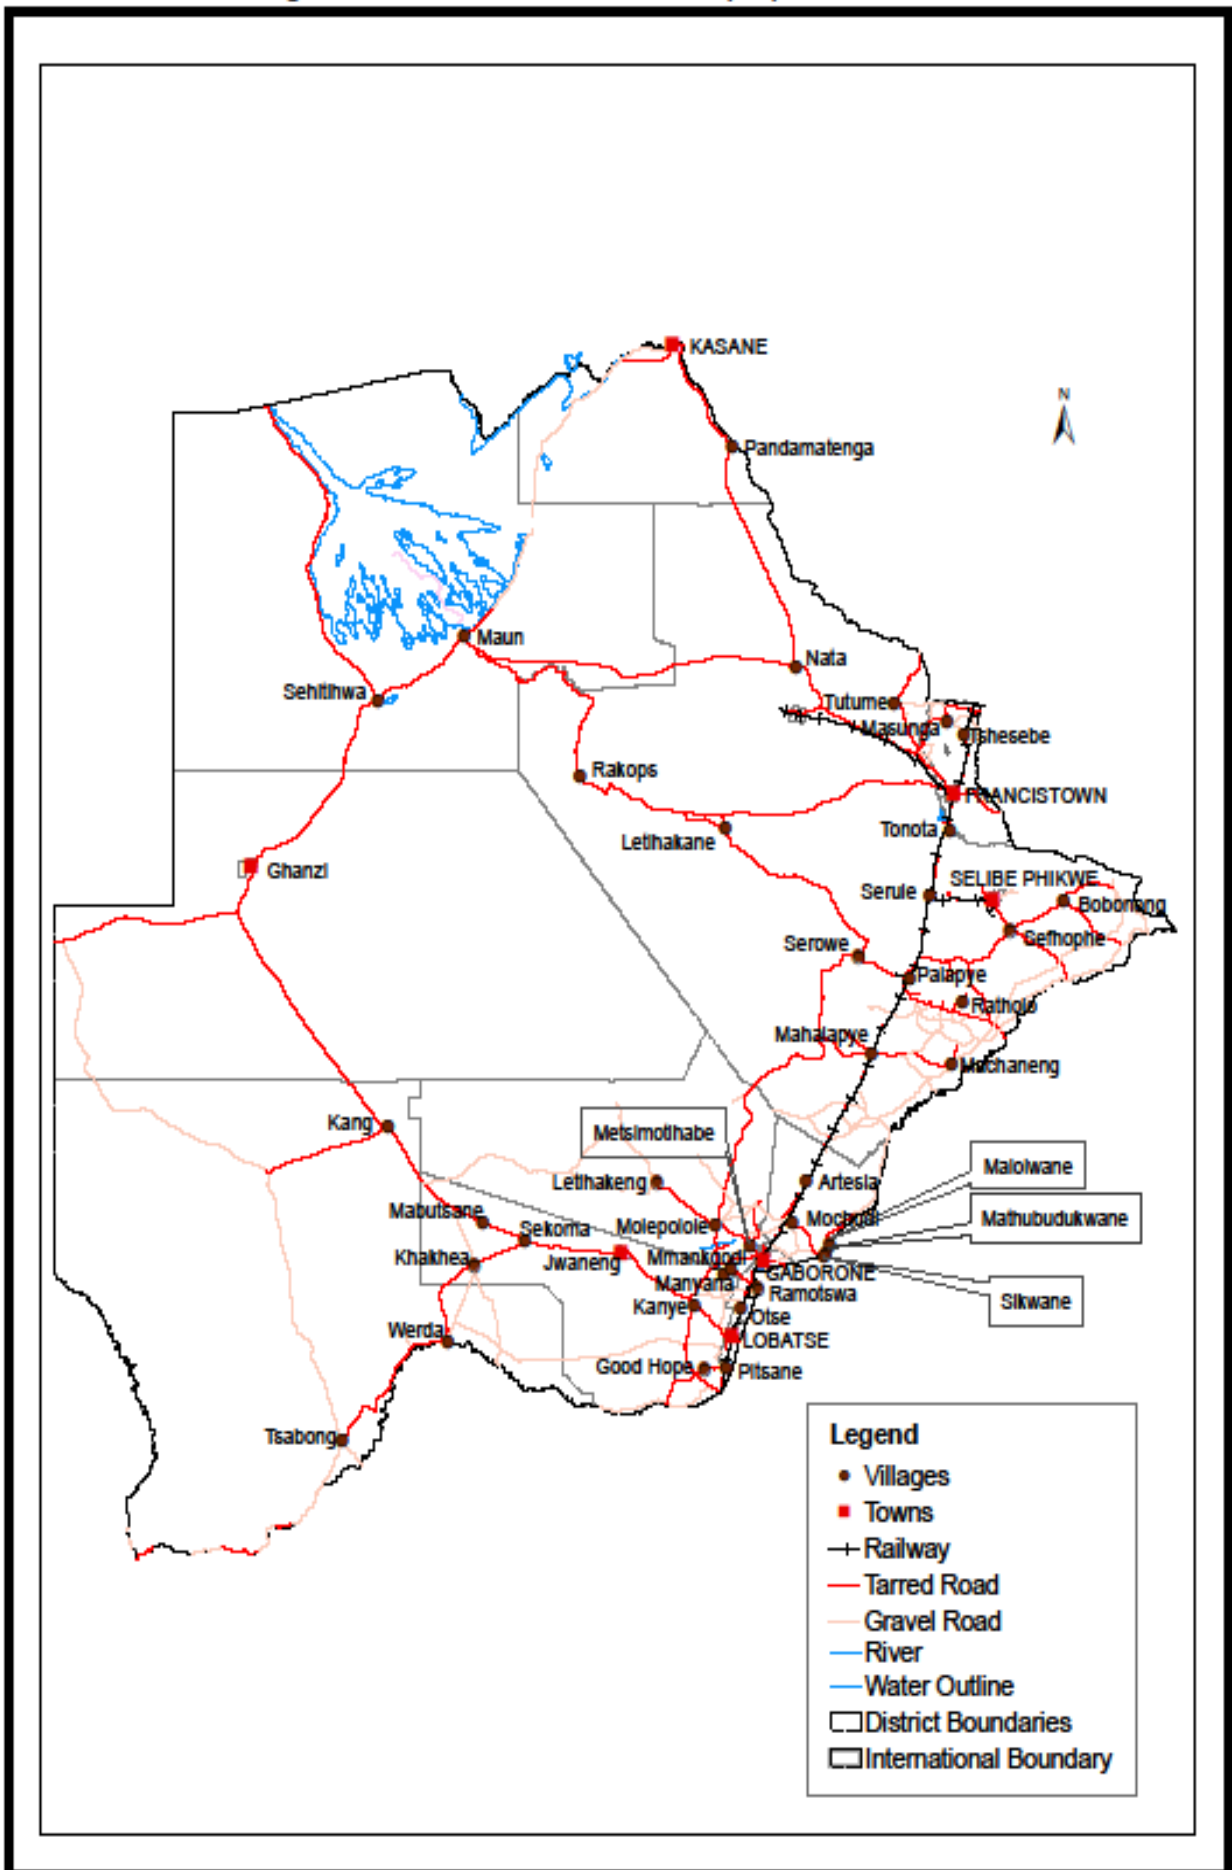 N
KASANE
Pandamatenga
Maun
Nata
Sehitihwa
Tutume
Masunga
Tshesebe
Rakops
FRANCISTOWN
Letlhakane
Tonota
Ghanzi
SELIBE PHIKWE
Serule
Bobonong
Sefhophe
Serowe
Palapye
Ratholo
Mahalapye
Machaneng
Kang
Metsimotlhabe
Malolwane
Letlhakeng
Artesia
Mabutsane
Molepolole
Mochudi
Mathubudukwane
Sekoma
Khakhea
Jwaneng
Mmankgodi
GABORONE
Manyana
Ramotswa
Sikwane
Kanye
Otse
Werda
LOBATSE
Good Hope
Pitsane
Tsabong
Legend
Villages
Towns
Railway
Tarred Road
Gravel Road
River
Water Outline
District Boundaries
International Boundary